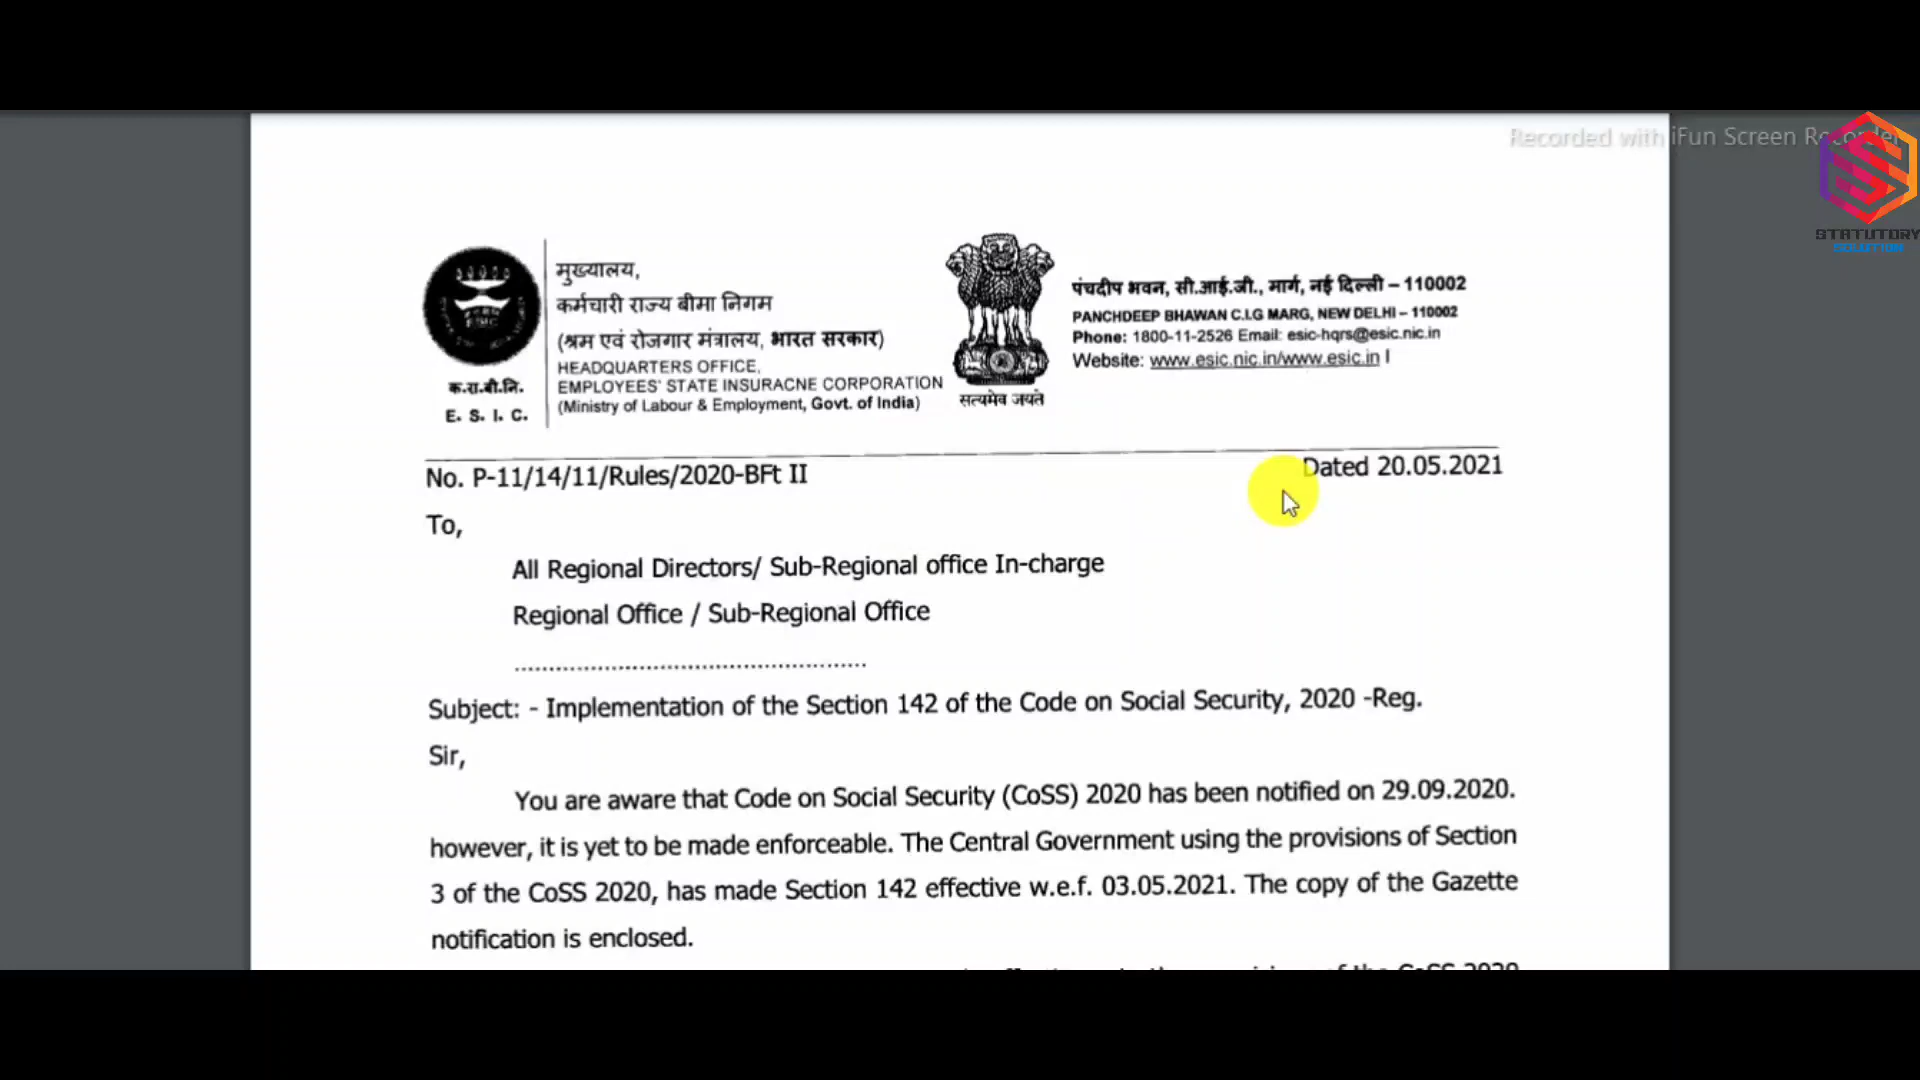 Recorded with iFun Screen Recorder
STATUTORY
SOLUTION
मुख्यालय,
कर्मचारी राज्य बीमा निगम
(श्रम एवं रोजगार मंत्रालय, भारत सरकार)
HEADQUARTERS OFFICE,
EMPLOYEES' STATE INSURACNE CORPORATION
(Ministry of Labour & Employment, Govt. of India)
क.रा.बी.नि.
E. S. I. C.
सत्यमेव जयते
पंचदीप भवन, सी.आई.जी., मार्ग, नई दिल्ली – 110002
PANCHDEEP BHAWAN C.I.G MARG, NEW DELHI – 110002
Phone: 1800-11-2526 Email: esic-hqrs@esic.nic.in
Website: www.esic.nic.in/www.esic.in I
No. P-11/14/11/Rules/2020-BFt II Dated 20.05.2021
To,
All Regional Directors/ Sub-Regional office In-charge
Regional Office / Sub-Regional Office
..................................................
Subject: - Implementation of the Section 142 of the Code on Social Security, 2020 -Reg.
Sir,
You are aware that Code on Social Security (CoSS) 2020 has been notified on 29.09.2020.
however, it is yet to be made enforceable. The Central Government using the provisions of Section
3 of the CoSS 2020, has made Section 142 effective w.e.f. 03.05.2021. The copy of the Gazette
notification is enclosed.